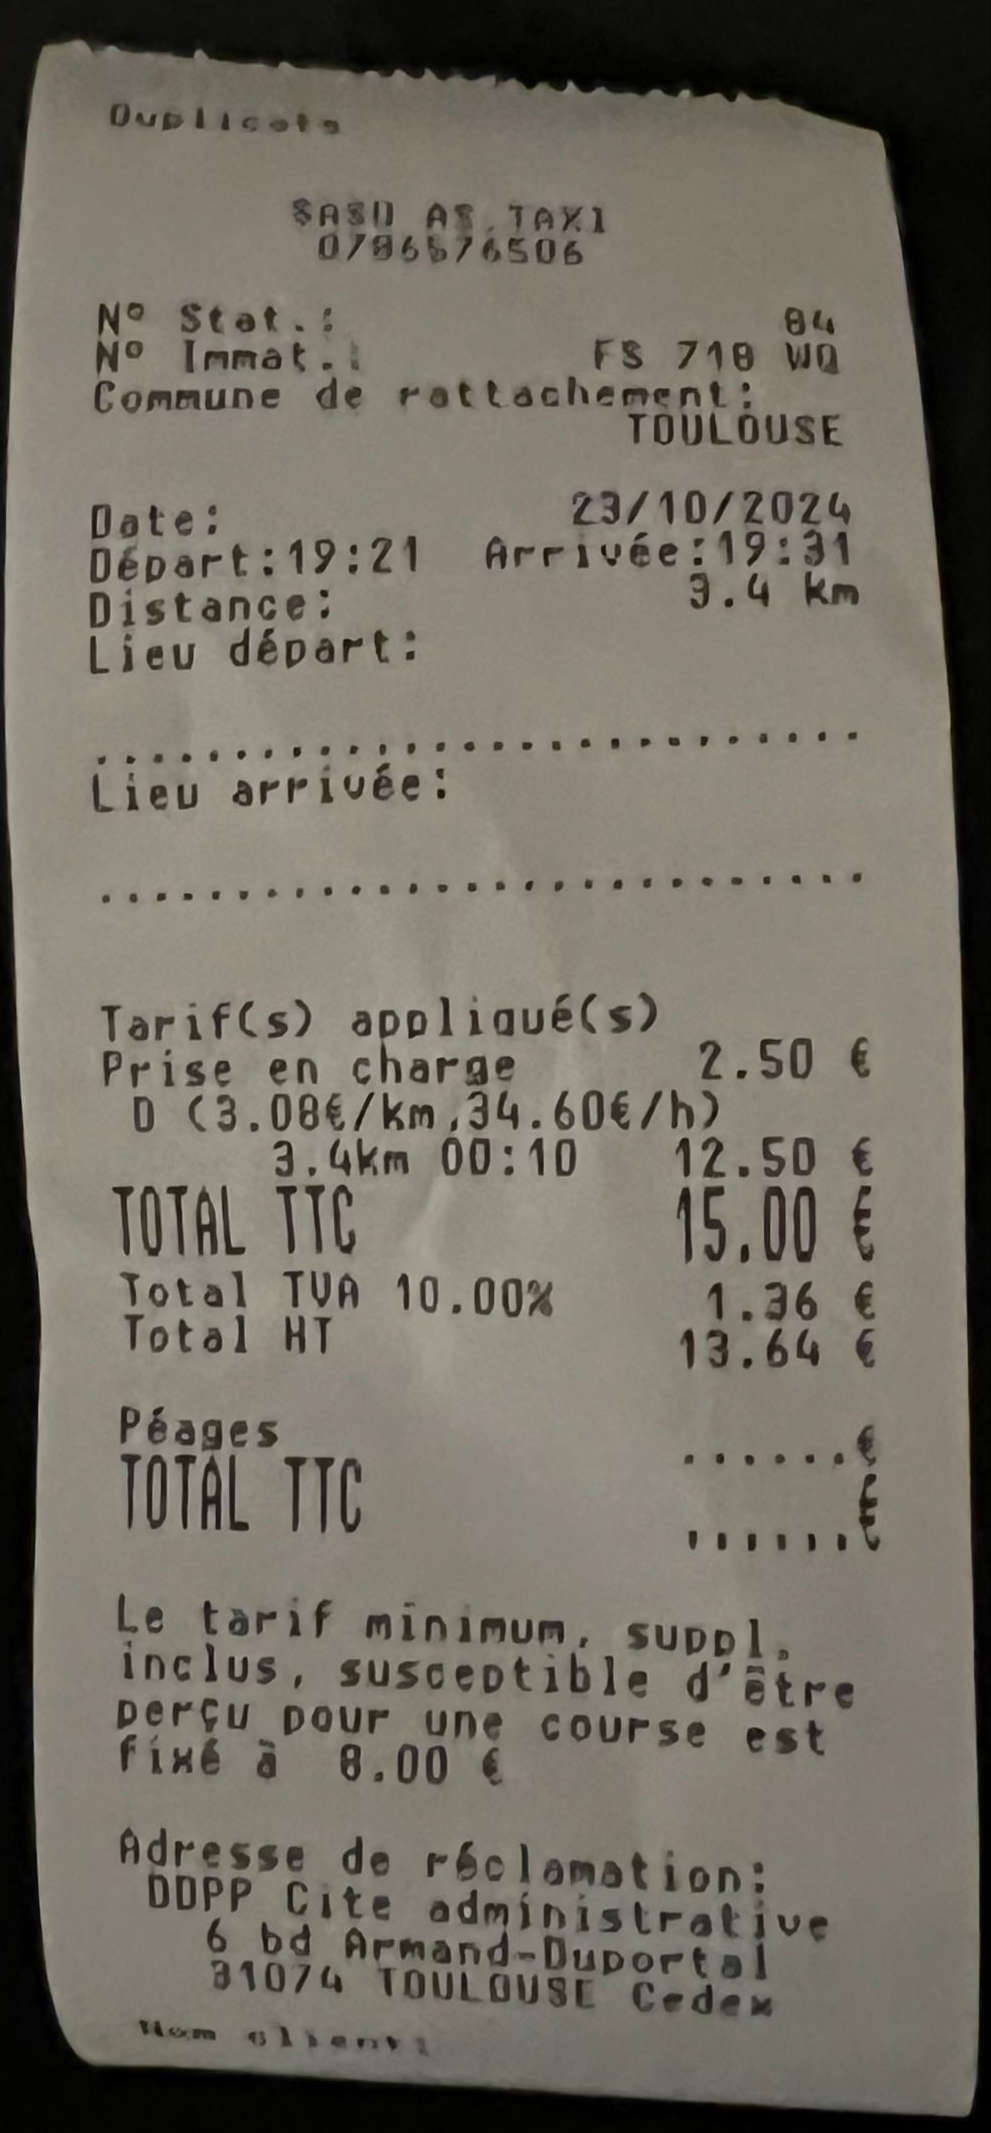 Duplicata
SASU AS TAXI
0786576506
N° Stat.: 84
N° Immat.: FS 718 WQ
Commune de rattachement:
TOULOUSE
Date: 23/10/2024
Départ:19:21 Arrivée:19:31
Distance: 3.4 km
Lieu départ:
............................
Lieu arrivée:
............................
Tarif(s) appliqué(s)
Prise en charge 2.50 €
D (3.08€/km,34.60€/h)
3.4km 00:10 12.50 €
TOTAL TTC 15.00 €
Total TVA 10.00% 1.36 €
Total HT 13.64 €
Péages ......€
TOTAL TTC ......€
Le tarif minimum, suppl.
inclus, susceptible d'être
perçu pour une course est
fixé à 8.00 €
Adresse de réclamation:
DDPP Cite administrative
6 bd Armand-Duportal
31074 TOULOUSE Cedex
Nom client: